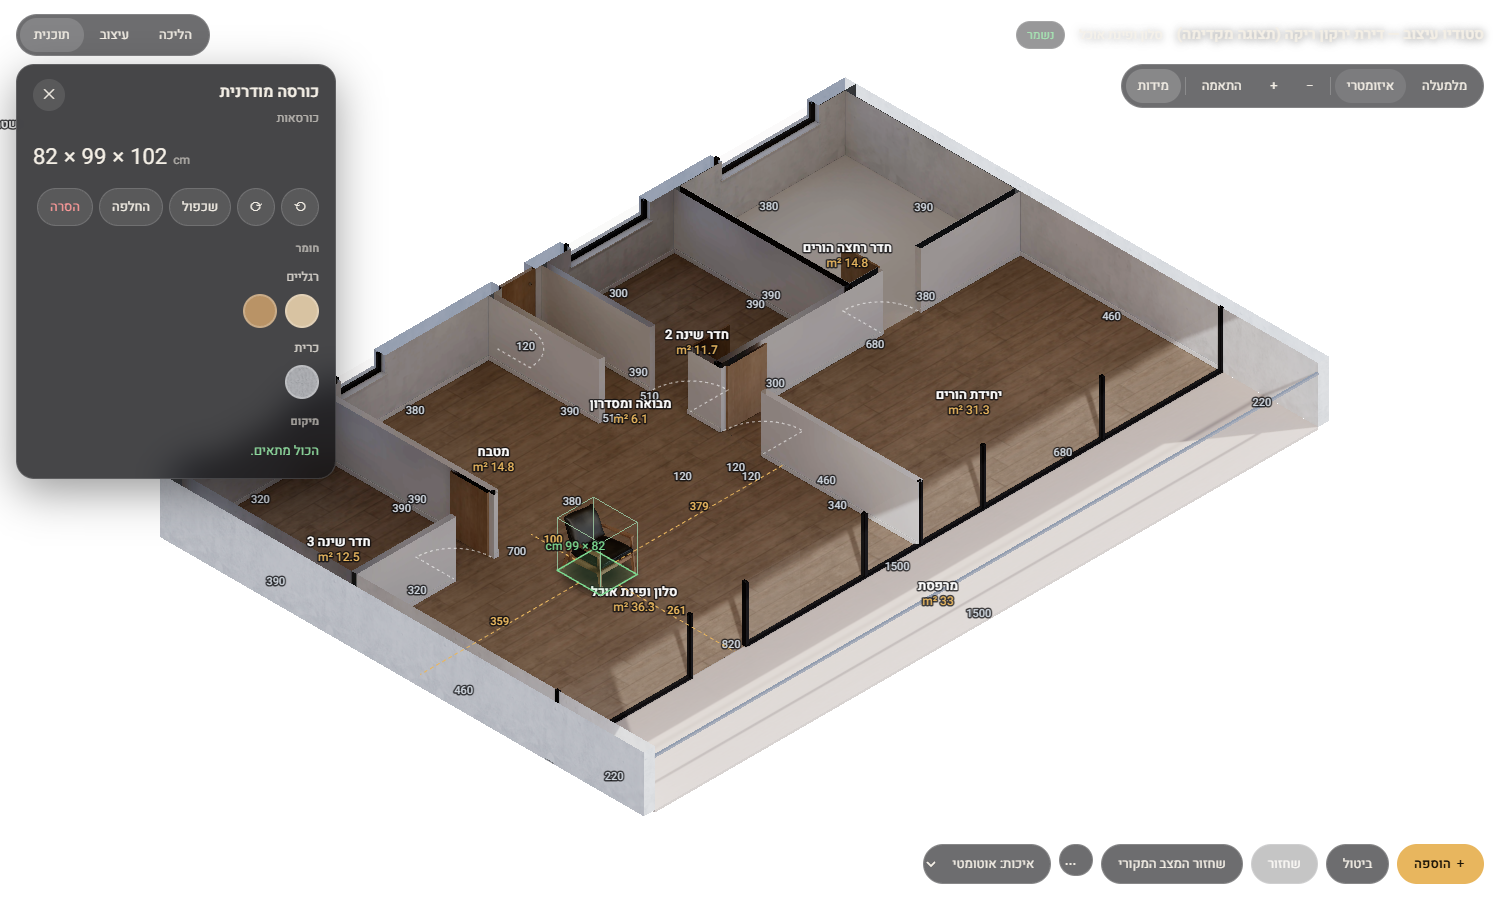 הליכה
עיצוב
תוכנית
נשמר
מלמעלה
איזומטרי
−
+
התאמה
מידות
כורסה מודרנית
כורסאות
82 × 99 × 102 cm
שכפול
החלפה
הסרה
חומר
רגליים
כרית
מיקום
הכול מתאים.
380
390
חדר רחצה הורים
14.8 m²
380
300
390
390
680
460
חדר שינה 2
11.7 m²
120
390
510
300
מבואה ומסדרון
6.1 m²
380
390
יחידת הורים
31.3 m²
220
מטבח
14.8 m²
680
120
120
120
460
340
320
390
390
380
379
100
82 × 99 cm
700
חדר שינה 3
12.5 m²
390
320
1500
מרפסת
33 m²
1500
סלון ופינת אוכל
36.3 m²
261
359
820
460
220
+ הוספה
ביטול
שחזור
שחזור המצב המקורי
...
איכות: אוטומטי